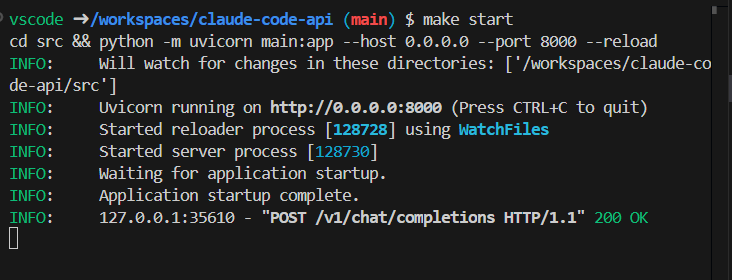 vscode ➜/workspaces/claude-code-api (main) $ make start
cd src && python -m uvicorn main:app --host 0.0.0.0 --port 8000 --reload
INFO:     Will watch for changes in these directories: ['/workspaces/claude-co
de-api/src']
INFO:     Uvicorn running on http://0.0.0.0:8000 (Press CTRL+C to quit)
INFO:     Started reloader process [128728] using WatchFiles
INFO:     Started server process [128730]
INFO:     Waiting for application startup.
INFO:     Application startup complete.
INFO:     127.0.0.1:35610 - "POST /v1/chat/completions HTTP/1.1" 200 OK